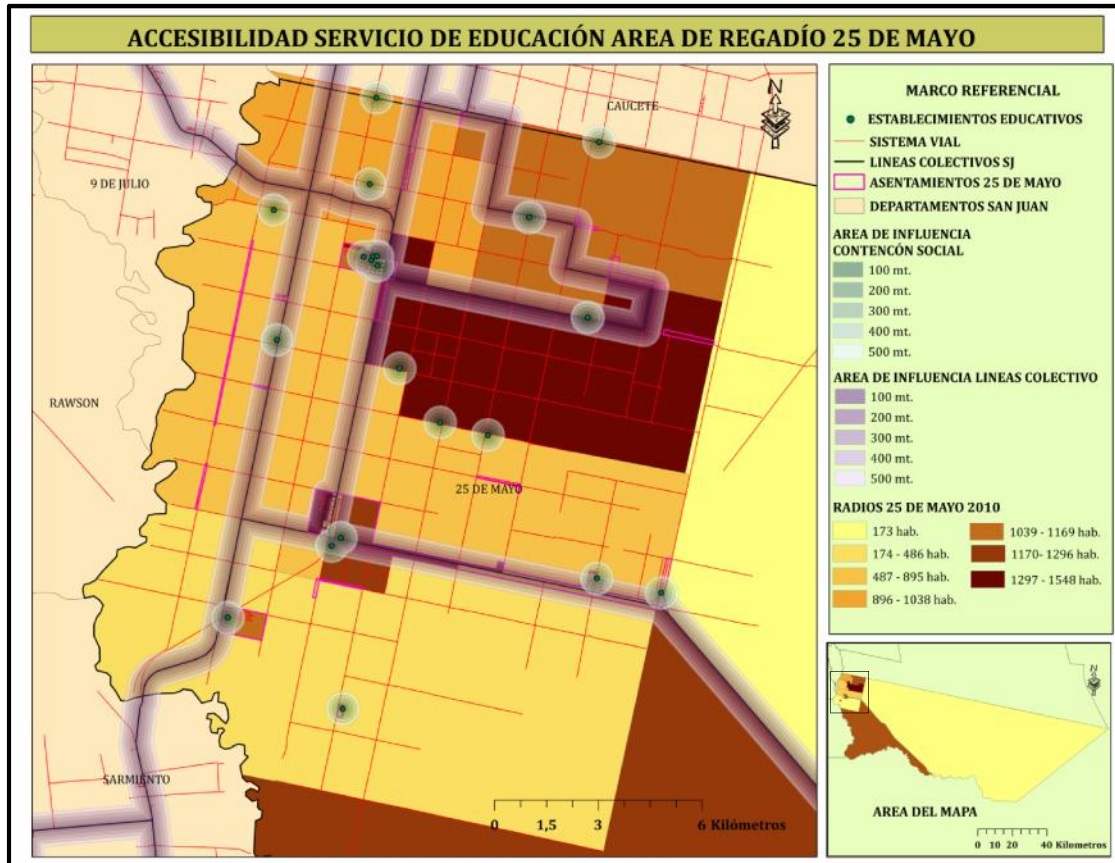 ACCESIBILIDAD SERVICIO DE EDUCACIÓN AREA DE REGADÍO 25 DE MAYO
N
CAUCETE
9 DE JULIO
RAWSON
25 DE MAYO
SARMIENTO
0 1,5 3 6 Kilómetros
MARCO REFERENCIAL
ESTABLECIMIENTOS EDUCATIVOS
SISTEMA VIAL
LINEAS COLECTIVOS SJ
ASENTAMIENTOS 25 DE MAYO
DEPARTAMENTOS SAN JUAN
AREA DE INFLUENCIA
CONTENCÓN SOCIAL
100 mt.
200 mt.
300 mt.
400 mt.
500 mt.
AREA DE INFLUENCIA LINEAS COLECTIVO
100 mt.
200 mt.
300 mt.
400 mt.
500 mt.
RADIOS 25 DE MAYO 2010
173 hab.
174 - 486 hab.
487 - 895 hab.
896 - 1038 hab.
1039 - 1169 hab.
1170- 1296 hab.
1297 - 1548 hab.
N
AREA DEL MAPA
0 10 20 40 Kilometros